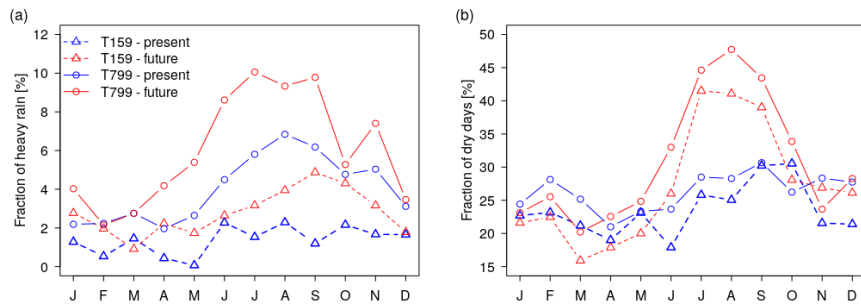 (a)
Fraction of heavy rain [%]
12
10
8
6
4
2
0
T159 - present
T159 - future
T799 - present
T799 - future
J F M A M J J A S O N D
(b)
Fraction of dry days [%]
50
45
40
35
30
25
20
15
J F M A M J J A S O N D